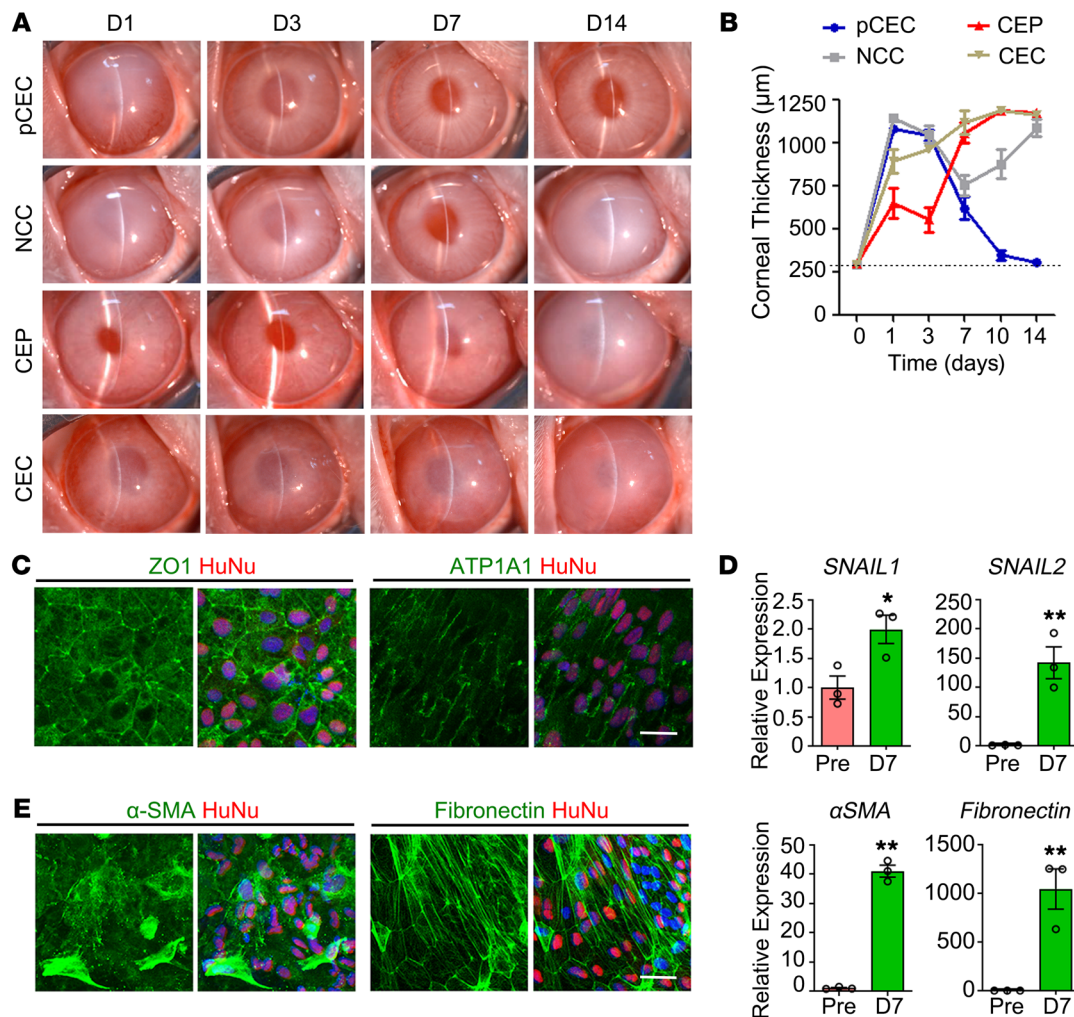 A
D1 D3 D7 D14
pCEC
NCC
CEP
CEC
B
pCEC CEP
NCC CEC
Corneal Thickness (µm)
1250
1000
750
500
250
0
0 1 3 7 10 14
Time (days)
C
ZO1 HuNu ATP1A1 HuNu
D
SNAIL1 SNAIL2
Relative Expression
2.5
2.0
1.5
1.0
0.5
0
*
Pre D7
250
200
150
100
50
0
**
Pre D7
E
α-SMA HuNu Fibronectin HuNu
αSMA Fibronectin
Relative Expression
50
40
30
20
10
0
**
Pre D7
1500
1000
500
0
**
Pre D7